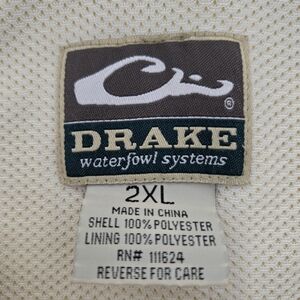 ®
DRAKE
waterfowl systems
2XL
MADE IN CHINA
SHELL 100% POLYESTER
LINING 100% POLYESTER
RN# 111624
REVERSE FOR CARE